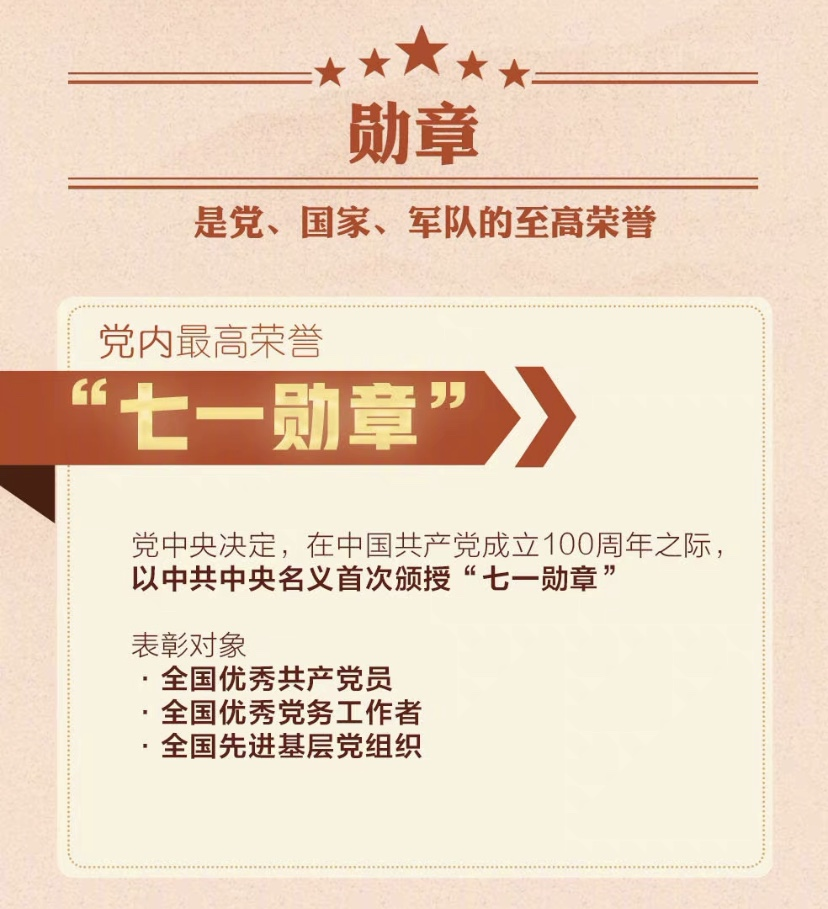 勋章
是党、国家、军队的至高荣誉
党内最高荣誉
“七一勋章”
党中央决定，在中国共产党成立100周年之际，
以中共中央名义首次颁授“七一勋章”
表彰对象
·全国优秀共产党员
·全国优秀党务工作者
·全国先进基层党组织